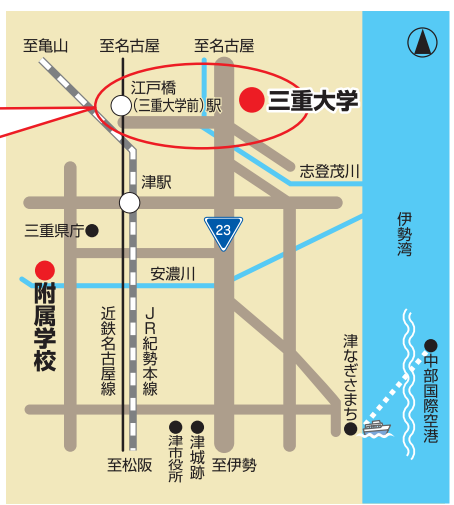 至亀山
至名古屋
至名古屋
江戸橋
(三重大学前)駅
三重大学
志登茂川
津駅
伊勢湾
三重県庁
23
安濃川
附属学校
近鉄名古屋線
JR紀勢本線
津なぎさまち
中部国際空港
津市役所
津城跡
至松阪
至伊勢